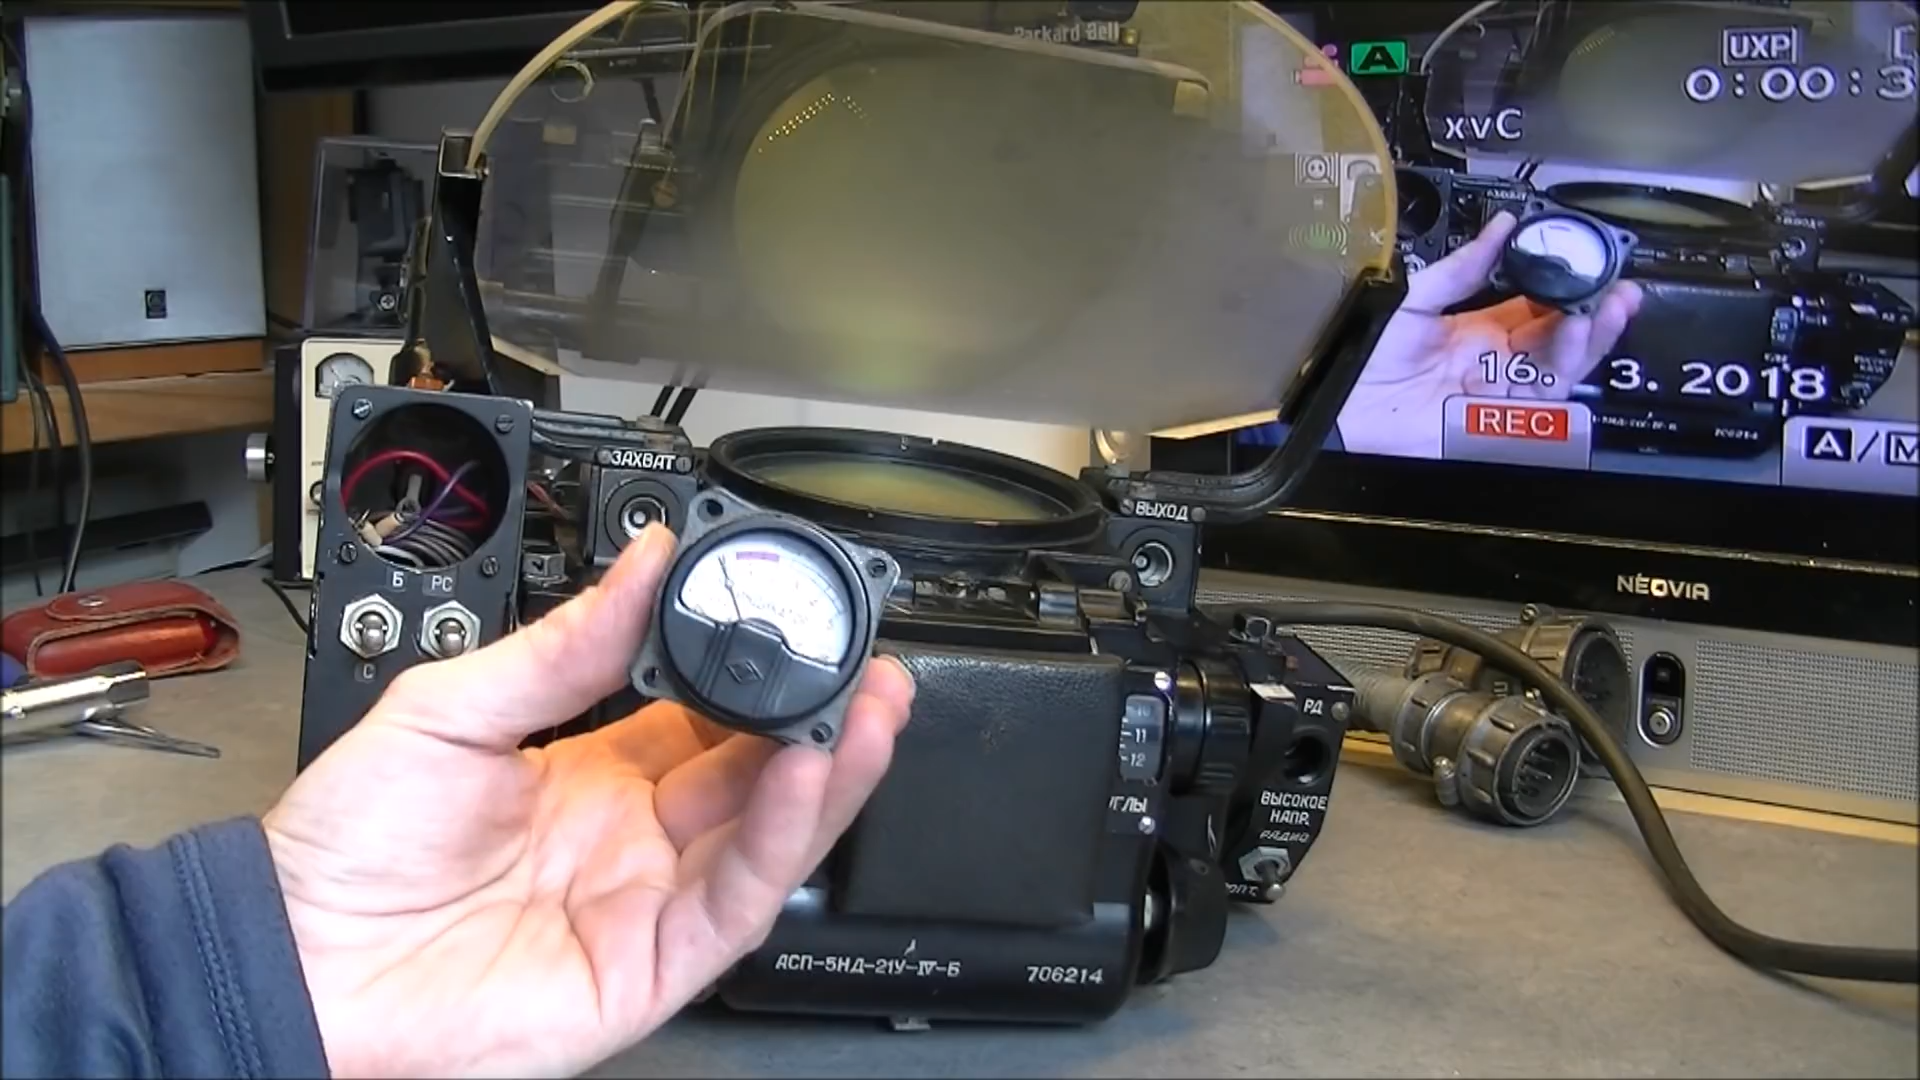 Packard Bell
A
UXP
0:00:3
xvC
16. 3. 2018
REC
A/M
ЗАХВАТ
ВЫХОД
NEOVIA
Б РС
С
РД
11
12
УГЛЫ
ВЫСОКОЕ
НАПР.
РАДИО
ОПТ.
АСП-5НД-21У-IV-Б 706214